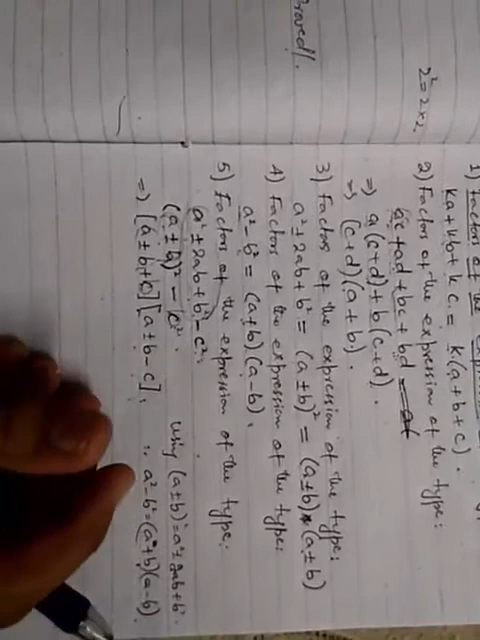 Proved/.
2² = 2×2.
1) Factors of the
ka + kb + kc = k(a+b+c).
2) Factors of the expression of the type:
ac + ad + bc + bd
⇒ a(c+d) + b(c+d).
⇒ (c+d)(a+b).
3) Factors of the expression of the type:
a² ± 2ab + b² = (a±b)² = (a±b) (a±b)
4) Factors of the expression of the type:
a² - b² = (a+b)(a-b).
5) Factors of the expression of the type:
a² ± 2ab + b² - c².
(a±b)² - c². using (a±b)² = a² ± 2ab + b².
⇒ [a±b+c][a±b-c]. ∵ a² - b² = (a+b)(a-b).